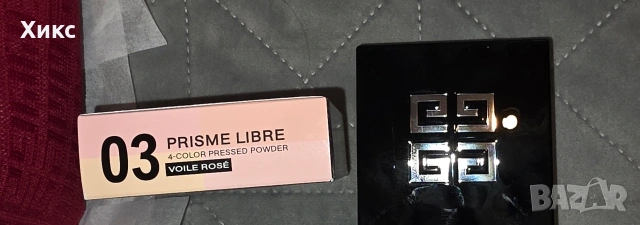 Хикс
03
PRISME LIBRE
4-COLOR PRESSED POWDER
VOILE ROSÉ
BAZAR